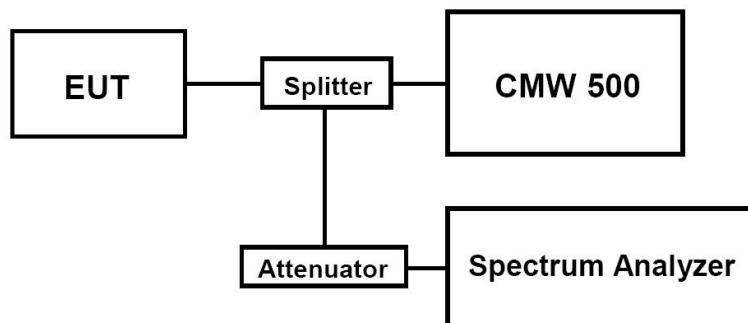 EUT
Splitter
CMW 500
Attenuator
Spectrum Analyzer